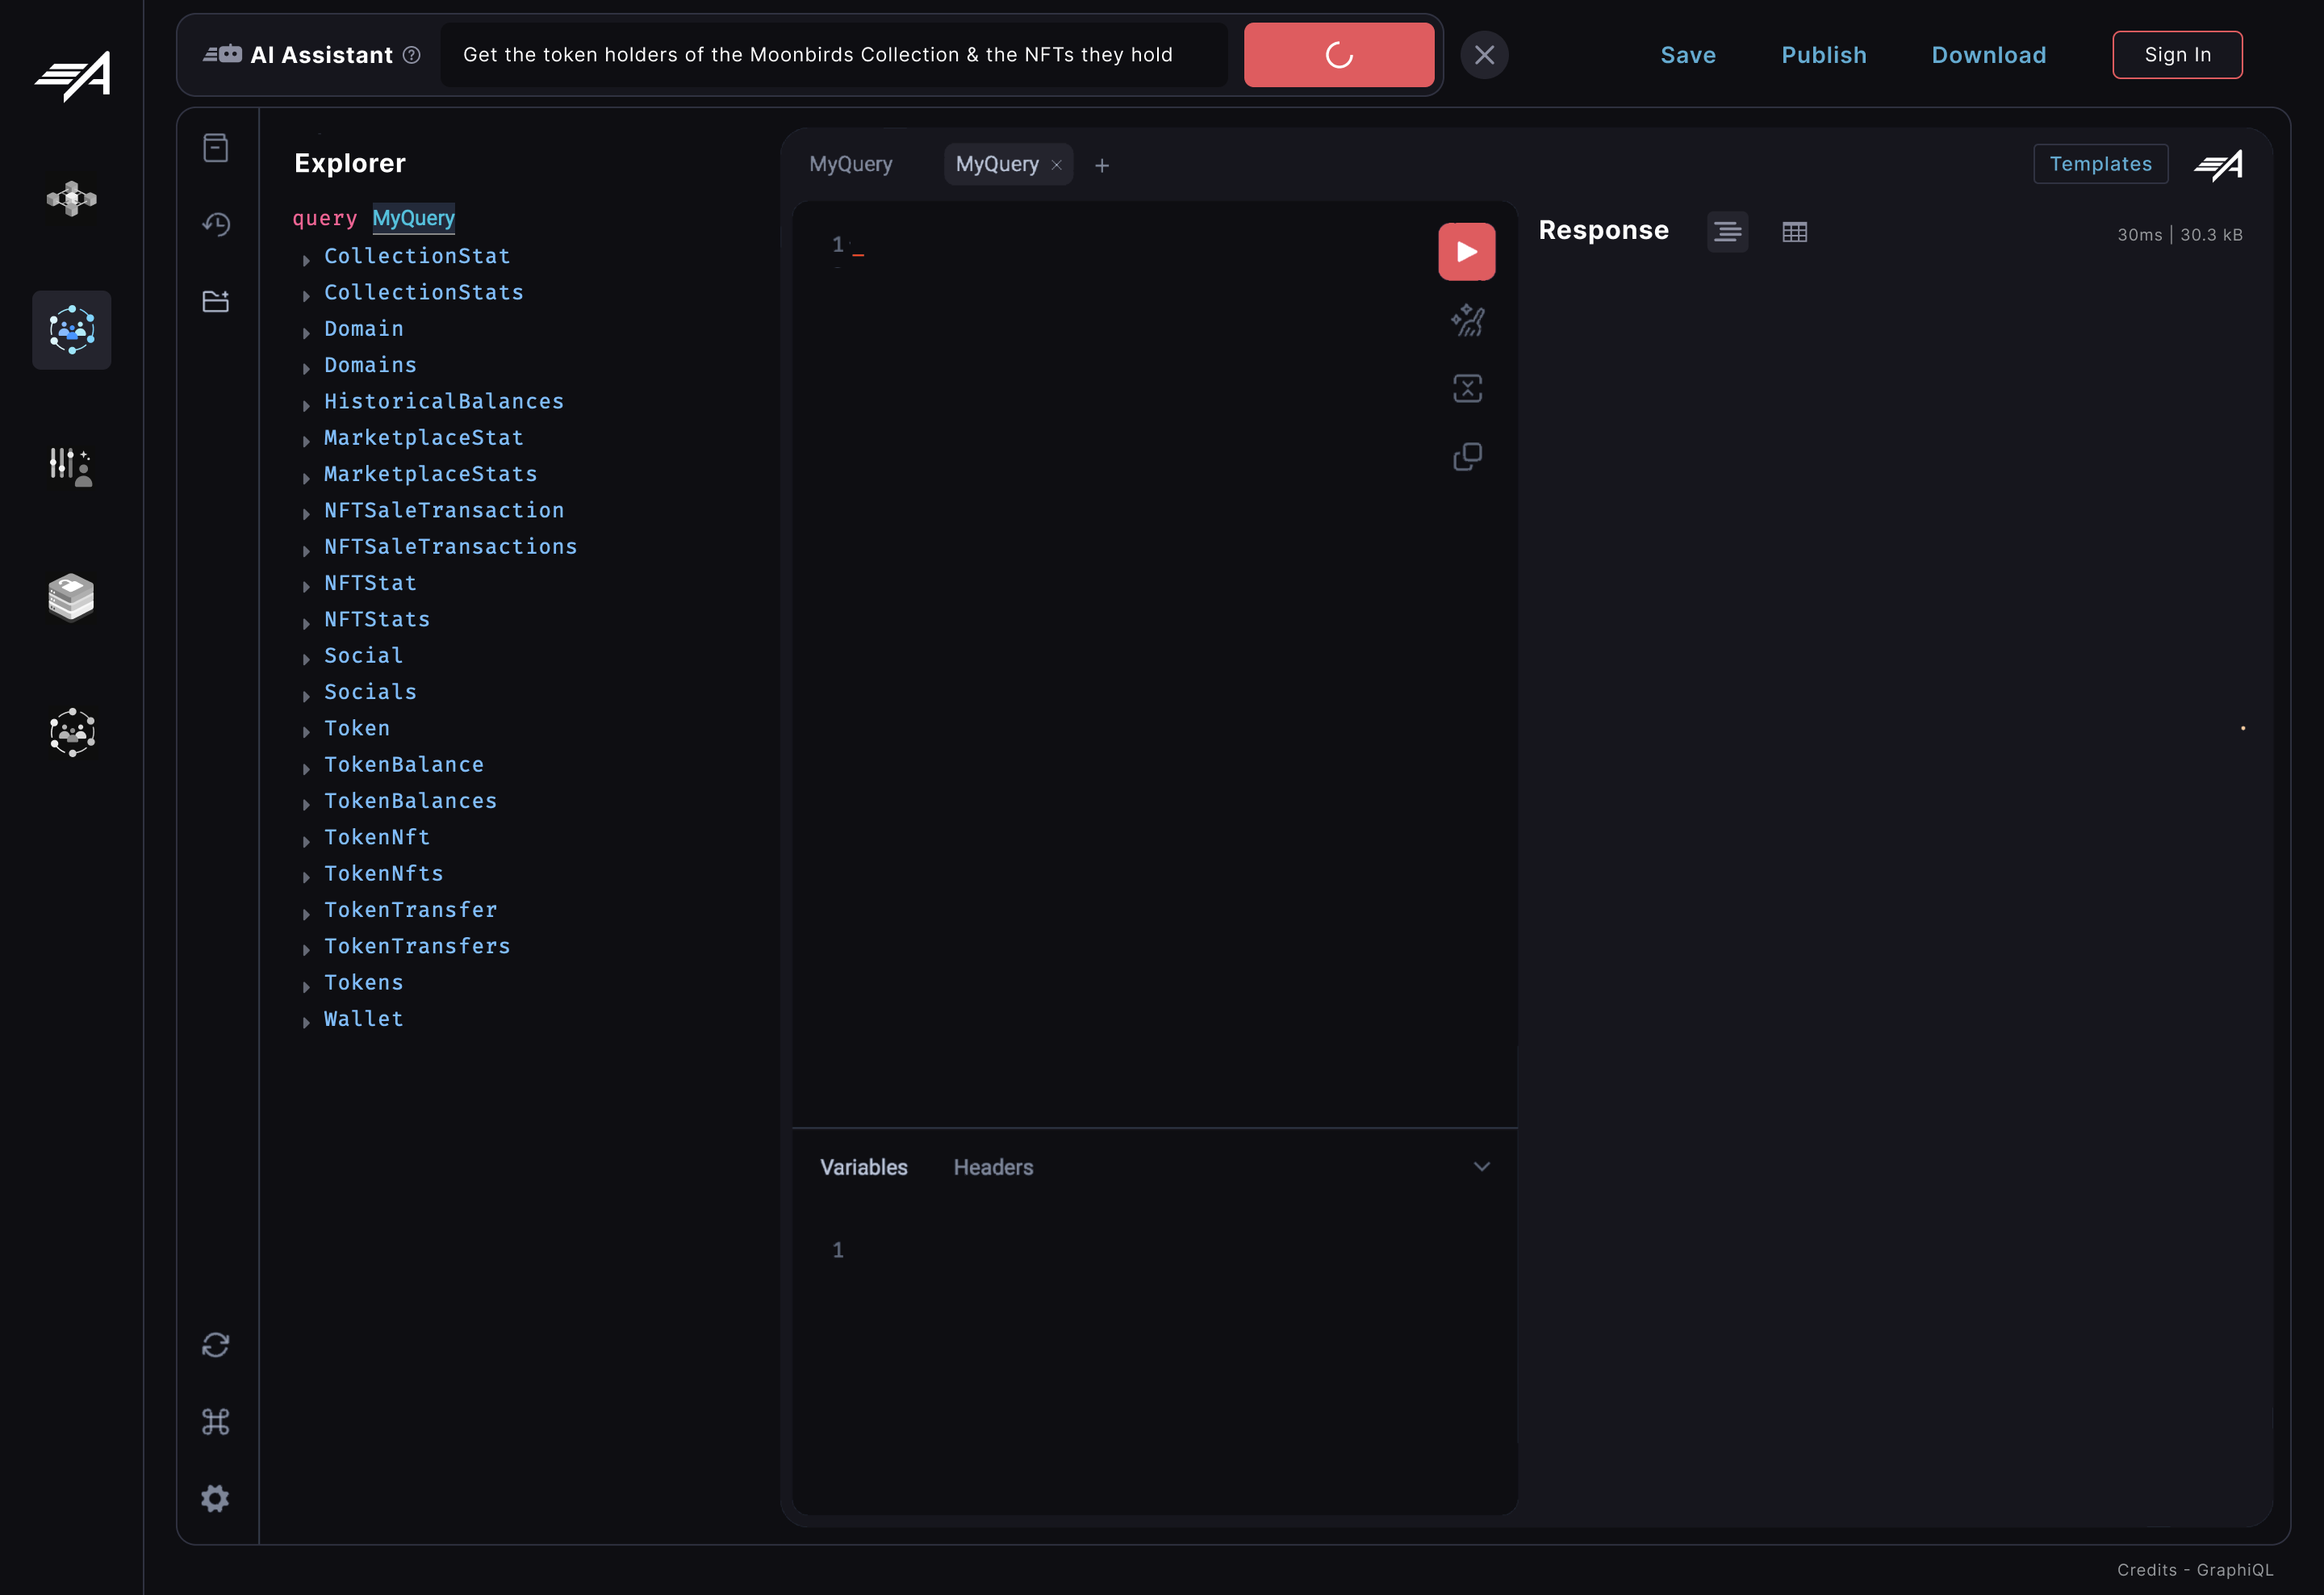 AI Assistant
Get the token holders of the Moonbirds Collection & the NFTs they hold
Save
Publish
Download
Sign In
Explorer
query MyQuery
CollectionStat
CollectionStats
Domain
Domains
HistoricalBalances
MarketplaceStat
MarketplaceStats
NFTSaleTransaction
NFTSaleTransactions
NFTStat
NFTStats
Social
Socials
Token
TokenBalance
TokenBalances
TokenNft
TokenNfts
TokenTransfer
TokenTransfers
Tokens
Wallet
MyQuery
MyQuery
Templates
1
Response
30ms | 30.3 kB
Variables
Headers
1
Credits - GraphiQL